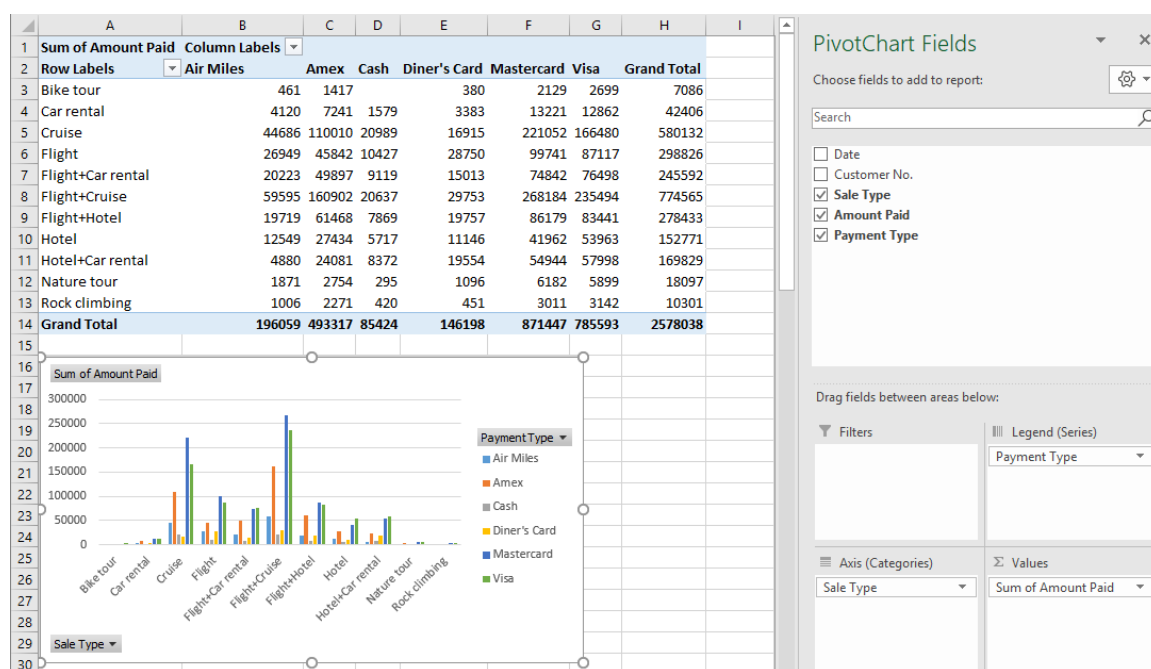 A B C D E F G H I
1 Sum of Amount Paid Column Labels
2 Row Labels Air Miles Amex Cash Diner's Card Mastercard Visa Grand Total
3 Bike tour 461 1417 380 2129 2699 7086
4 Car rental 4120 7241 1579 3383 13221 12862 42406
5 Cruise 44686 110010 20989 16915 221052 166480 580132
6 Flight 26949 45842 10427 28750 99741 87117 298826
7 Flight+Car rental 20223 49897 9119 15013 74842 76498 245592
8 Flight+Cruise 59595 160902 20637 29753 268184 235494 774565
9 Flight+Hotel 19719 61468 7869 19757 86179 83441 278433
10 Hotel 12549 27434 5717 11146 41962 53963 152771
11 Hotel+Car rental 4880 24081 8372 19554 54944 57998 169829
12 Nature tour 1871 2754 295 1096 6182 5899 18097
13 Rock climbing 1006 2271 420 451 3011 3142 10301
14 Grand Total 196059 493317 85424 146198 871447 785593 2578038
15
16
17
18
19
20
21
22
23
24
25
26
27
28
29
30
Sum of Amount Paid
300000
250000
200000
150000
100000
50000
0
Bike tour
Car rental
Cruise
Flight
Flight+Car rental
Flight+Cruise
Flight+Hotel
Hotel
Hotel+Car rental
Nature tour
Rock climbing
Payment Type
Air Miles
Amex
Cash
Diner's Card
Mastercard
Visa
Sale Type
PivotChart Fields
Choose fields to add to report:
Search
Date
Customer No.
Sale Type
Amount Paid
Payment Type
Drag fields between areas below:
Filters
Legend (Series)
Payment Type
Axis (Categories)
Sale Type
Σ Values
Sum of Amount Paid